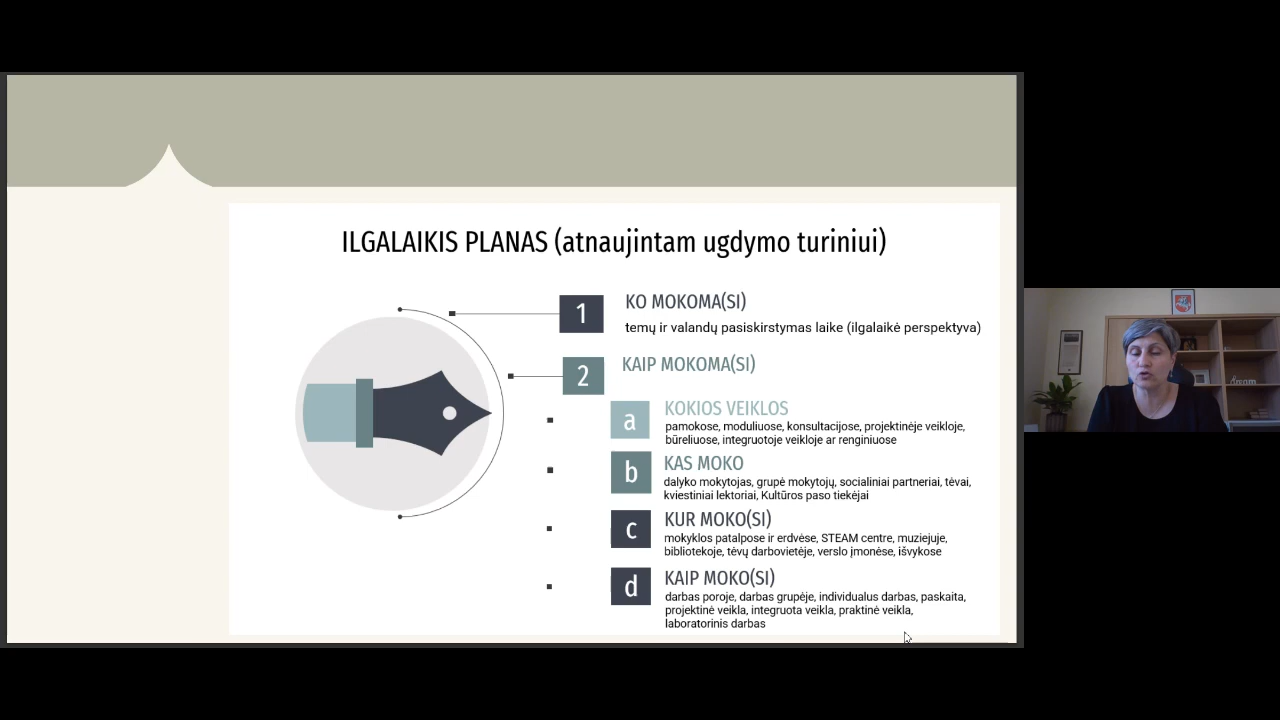 ILGALAIKIS PLANAS (atnaujintam ugdymo turiniui)
1
KO MOKOMA(SI)
temų ir valandų pasiskirstymas laike (ilgalaikė perspektyva)
2
KAIP MOKOMA(SI)
a
KOKIOS VEIKLOS
pamokose, moduliuose, konsultacijose, projektinėje veikloje,
būreliuose, integruotoje veikloje ar renginiuose
b
KAS MOKO
dalyko mokytojas, grupė mokytojų, socialiniai partneriai, tėvai,
kviestiniai lektoriai, Kultūros paso tiekėjai
c
KUR MOKO(SI)
mokyklos patalpose ir erdvėse, STEAM centre, muziejuje,
bibliotekoje, tėvų darbovietėje, verslo įmonėse, išvykose
d
KAIP MOKO(SI)
darbas poroje, darbas grupėje, individualus darbas, paskaita,
projektinė veikla, integruota veikla, praktinė veikla,
laboratorinis darbas
dream